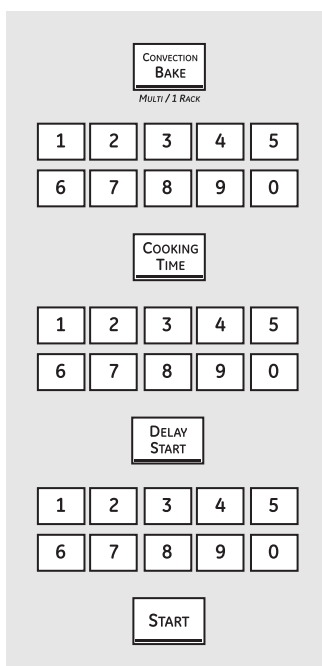 CONVECTION
BAKE
MULTI / 1 RACK
1 2 3 4 5
6 7 8 9 0
COOKING
TIME
1 2 3 4 5
6 7 8 9 0
DELAY
START
1 2 3 4 5
6 7 8 9 0
START